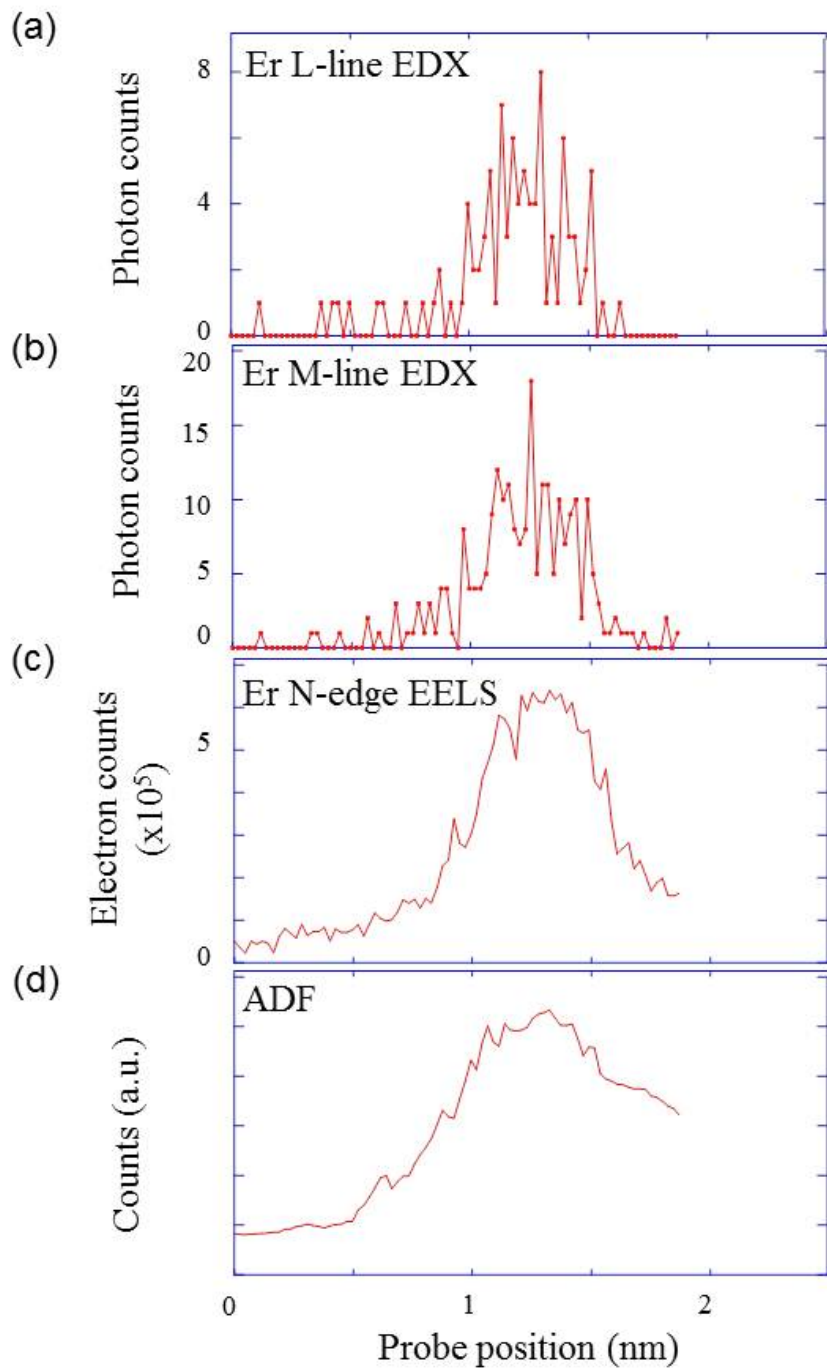 (a)
Er L-line EDX
8
4
0
Photon counts
(b)
Er M-line EDX
20
15
10
5
0
Photon counts
(c)
Er N-edge EELS
5
0
Electron counts
(x10⁵)
(d)
ADF
Counts (a.u.)
0
1
2
Probe position (nm)